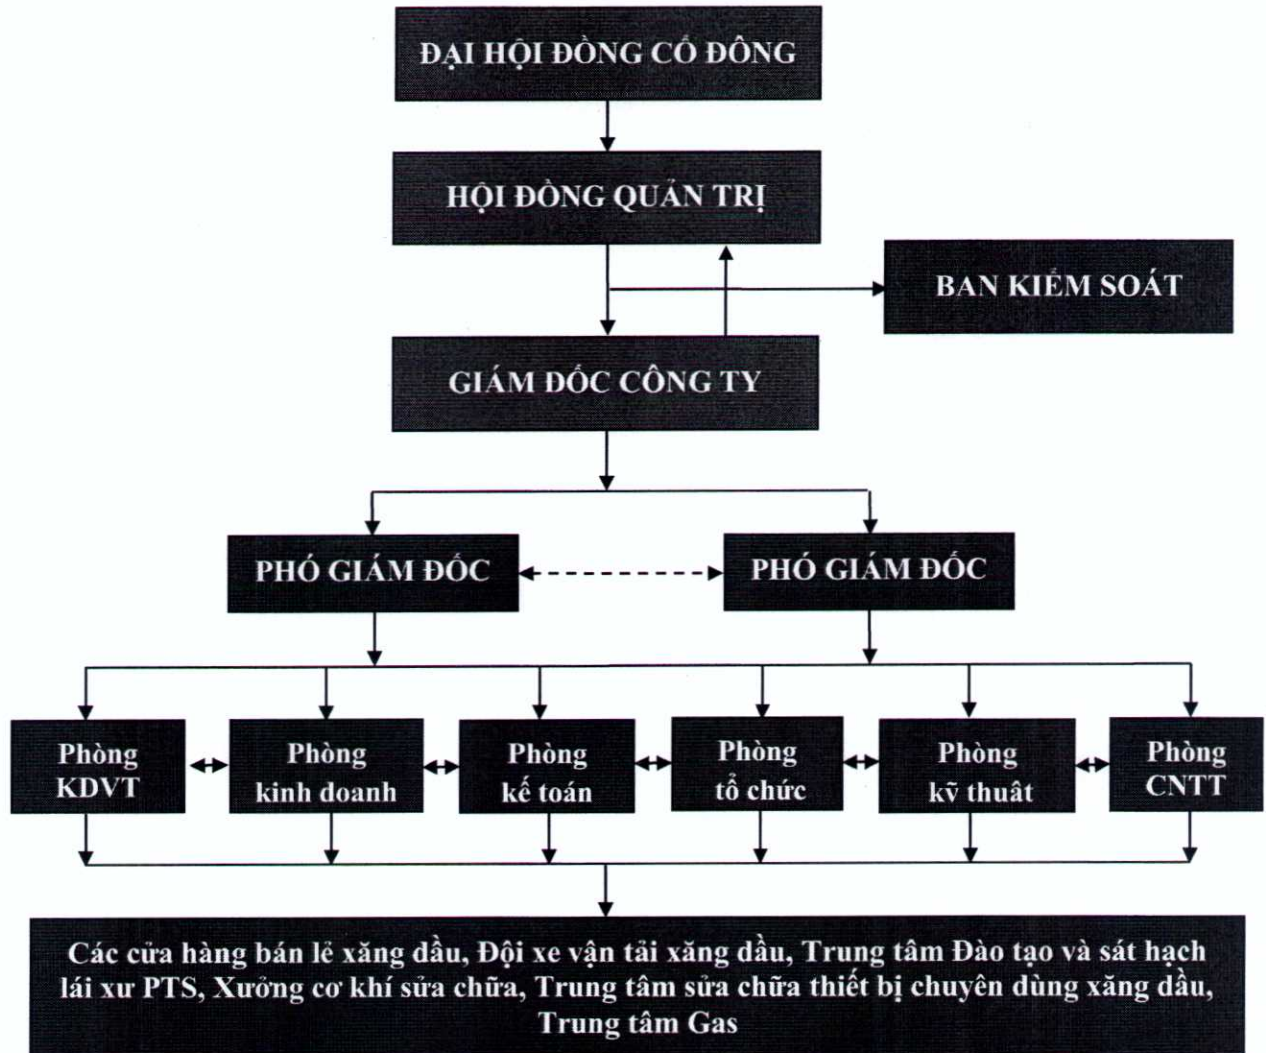 ĐẠI HỘI ĐỒNG CỔ ĐÔNG
HỘI ĐỒNG QUẢN TRỊ
BAN KIỂM SOÁT
GIÁM ĐỐC CÔNG TY
PHÓ GIÁM ĐỐC
PHÓ GIÁM ĐỐC
Phòng
KDVT
Phòng
kinh doanh
Phòng
kế toán
Phòng
tổ chức
Phòng
kỹ thuật
Phòng
CNTT
Các cửa hàng bán lẻ xăng dầu, Đội xe vận tải xăng dầu, Trung tâm Đào tạo và sát hạch
lái xư PTS, Xưởng cơ khí sửa chữa, Trung tâm sửa chữa thiết bị chuyên dùng xăng dầu,
Trung tâm Gas